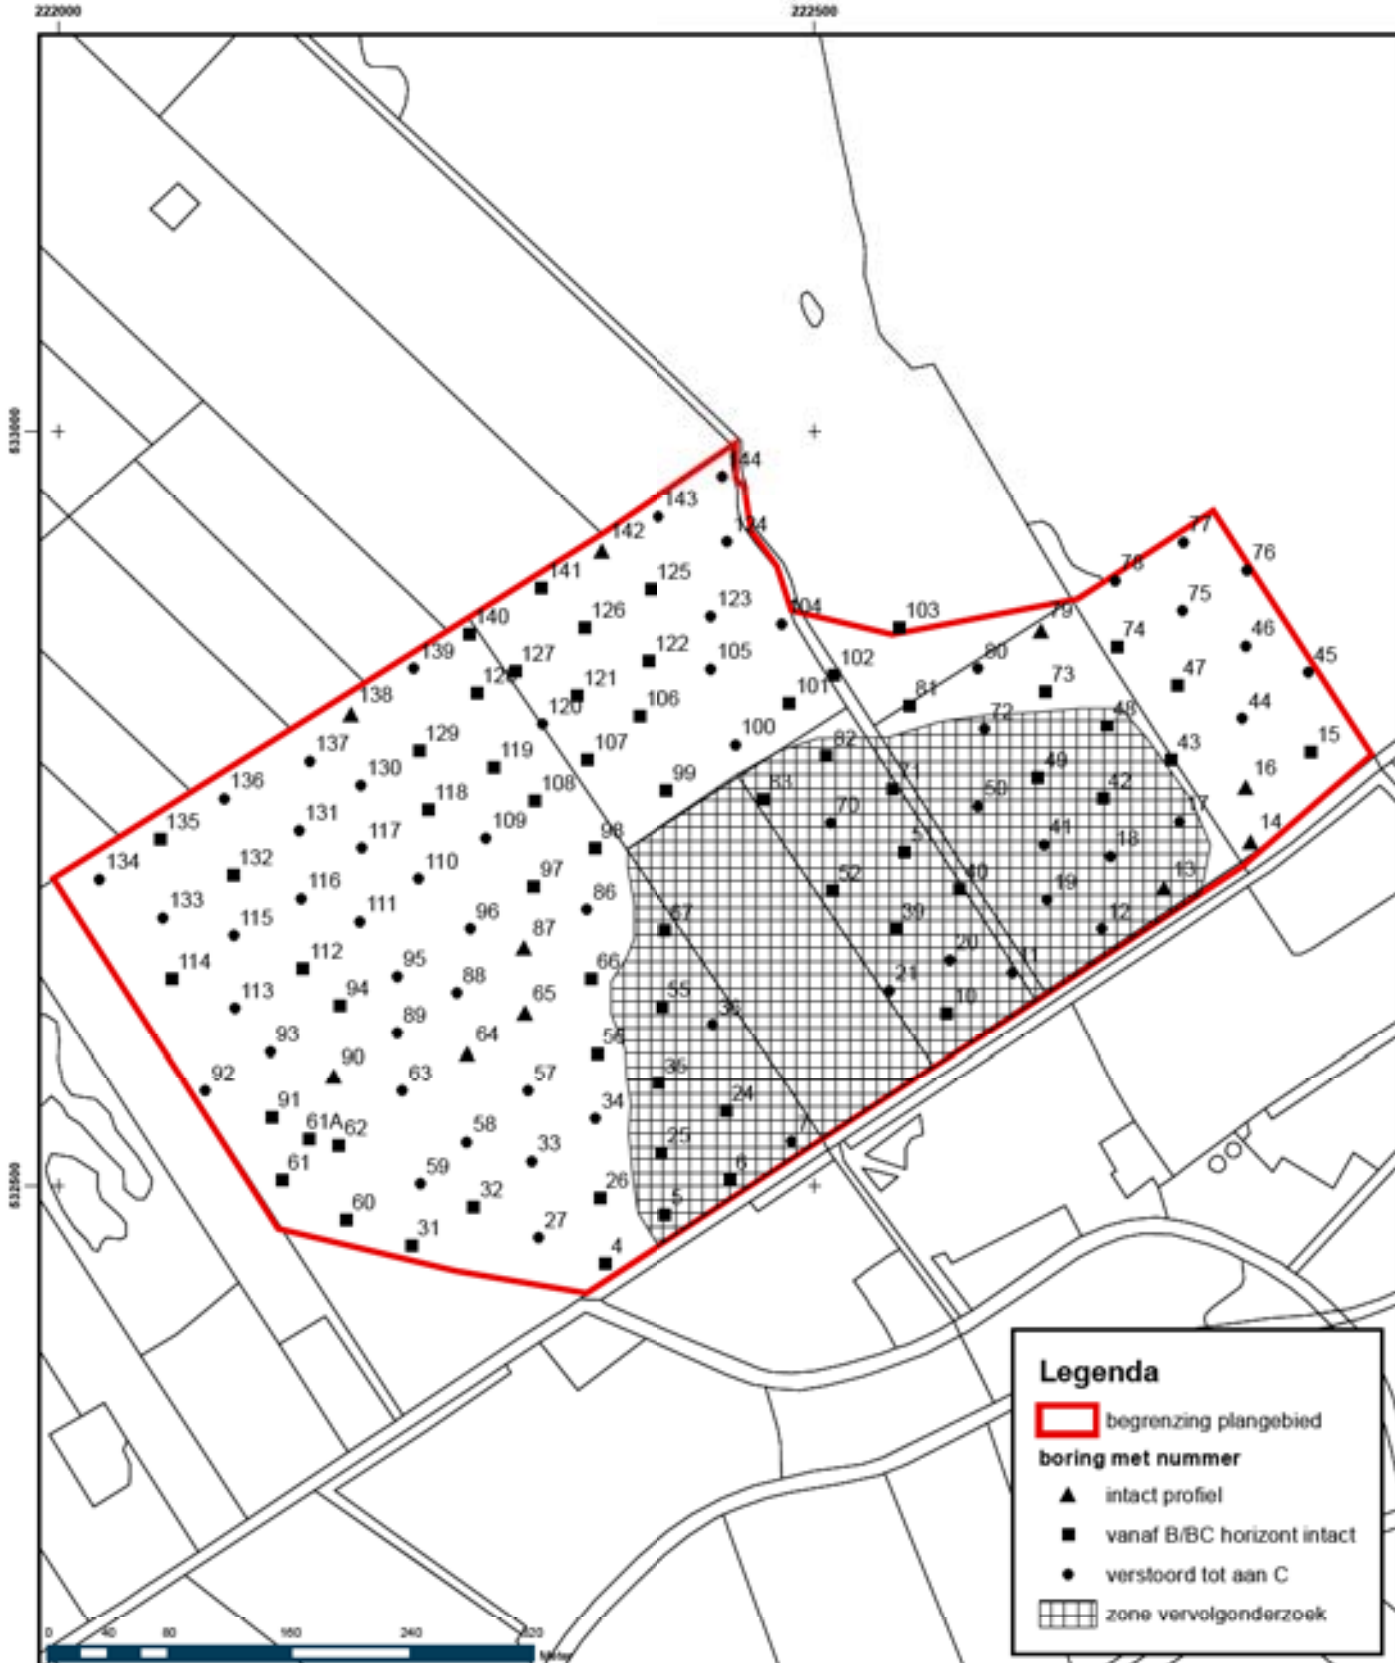 222000 222500
533000
144
143
142 124
77
141 125 78 76
140 126 123 104 103 79 75
139 127 122 105 102 80 74 46
138 121 106 101 81 73 47 45
137 129 120 100 72 48 44
136 130 119 107 82 43 15
135 131 118 108 99 83 71 49 42 16
134 132 117 109 98 70 50 17 14
133 116 110 97 52 41 18 13
115 111 96 86 67 40 19 12
114 112 95 87 66 39 20 11
113 94 88 65 55 36 21 10
93 89 64
92 90 63 57 35
91 61A 62 58 34 24
61 59 33 25 7
60 32 26 6
31 27 5
4
532500
Legenda
begrenzing plangebied
boring met nummer
intact profiel
vanaf B/BC horizont intact
verstoord tot aan C
zone vervolgonderzoek
0 40 80 160 240 320
Meter